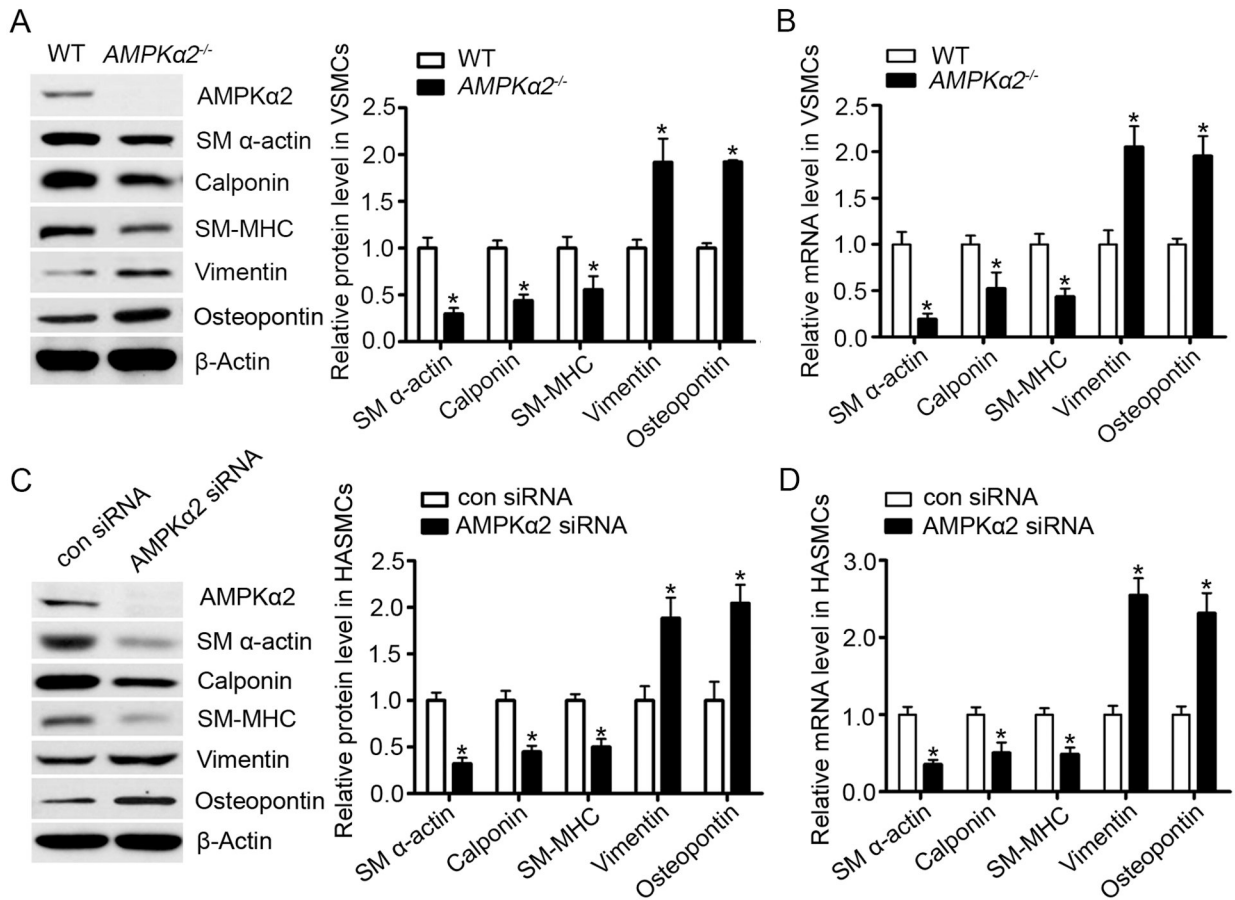 A
WT AMPKα2-/-
AMPKα2
SM α-actin
Calponin
SM-MHC
Vimentin
Osteopontin
β-Actin
WT
AMPKα2-/-
Relative protein level in VSMCs
2.5
2.0
1.5
1.0
0.5
0.0
* * * * *
SM α-actin
Calponin
SM-MHC
Vimentin
Osteopontin
B
WT
AMPKα2-/-
Relative mRNA level in VSMCs
2.5
2.0
1.5
1.0
0.5
0.0
* * * * *
SM α-actin
Calponin
SM-MHC
Vimentin
Osteopontin
C
con siRNA
AMPKα2 siRNA
AMPKα2
SM α-actin
Calponin
SM-MHC
Vimentin
Osteopontin
β-Actin
con siRNA
AMPKα2 siRNA
Relative protein level in HASMCs
2.5
2.0
1.5
1.0
0.5
0.0
* * * * *
SM α-actin
Calponin
SM-MHC
Vimentin
Osteopontin
D
con siRNA
AMPKα2 siRNA
Relative mRNA level in HASMCs
3.0
2.0
1.0
0.0
* * * * *
SM α-actin
Calponin
SM-MHC
Vimentin
Osteopontin